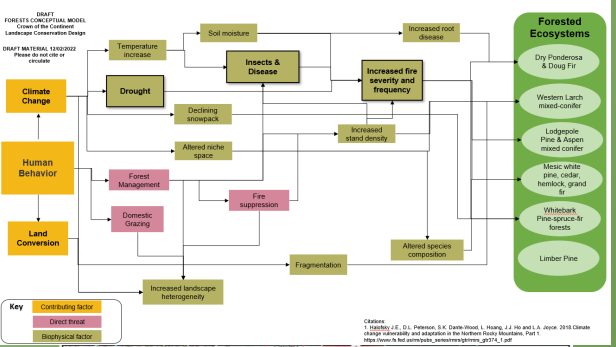 DRAFT
FORESTS CONCEPTUAL MODEL
Crown of the Continent
Landscape Conservation Design
DRAFT MATERIAL 12/02/2022
Please do not cite or
circulate
Forested
Ecosystems
Soil moisture
Increased root
disease
Temperature
increase
Insects &
Disease
Dry Ponderosa
& Doug Fir
Climate
Change
Drought
Increased fire
severity and
frequency
Western Larch
mixed-conifer
Declining
snowpack
Increased
stand density
Lodgepole
Pine & Aspen
mixed conifer
Human
Behavior
Altered niche
space
Forest
Management
Mesic white
pine, cedar,
hemlock, grand
fir
Fire
suppression
Domestic
Grazing
Whitebark
Pine-spruce-fir
forests
Land
Conversion
Altered species
composition
Fragmentation
Limber Pine
Increased landscape
heterogeneity
Key
Contributing factor
Direct threat
Biophysical factor
Citations:
1. Halofsky J.E., D.L. Peterson, S.K. Dante-Wood, L. Hoang, J.J. Ho and L.A. Joyce. 2018.Climate
change vulnerability and adaptation in the Northern Rocky Mountains, Part 1.
https://www.fs.fed.us/rm/pubs_series/rmrs/gtr/rmrs_gtr374_1.pdf